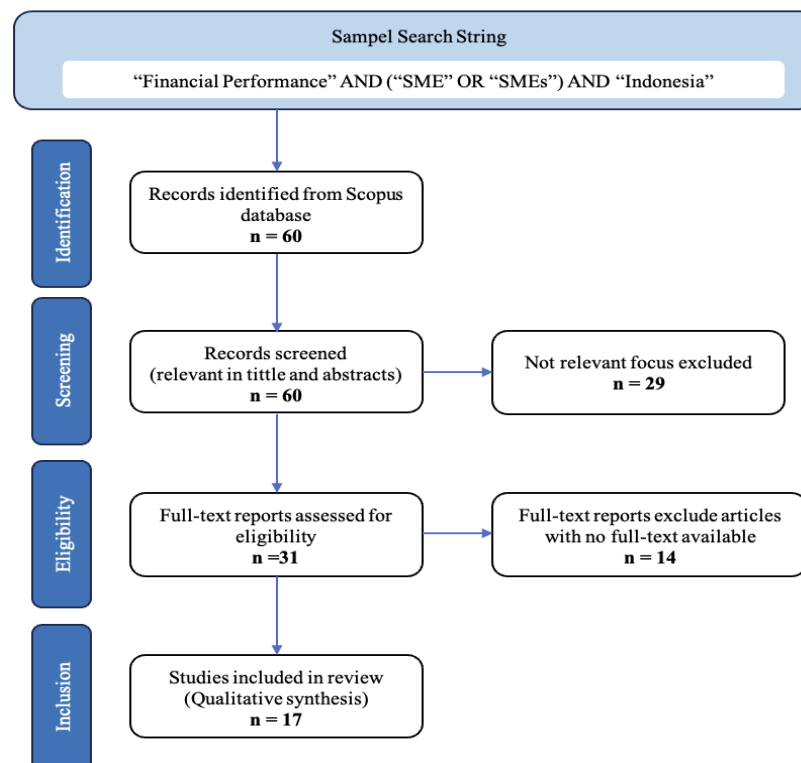 Sampel Search String
“Financial Performance” AND (“SME” OR “SMEs”) AND “Indonesia”
Identification
Records identified from Scopus
database
n = 60
Screening
Records screened
(relevant in tittle and abstracts)
n = 60
Not relevant focus excluded
n = 29
Eligibility
Full-text reports assessed for
eligibility
n =31
Full-text reports exclude articles
with no full-text available
n = 14
Inclusion
Studies included in review
(Qualitative synthesis)
n = 17